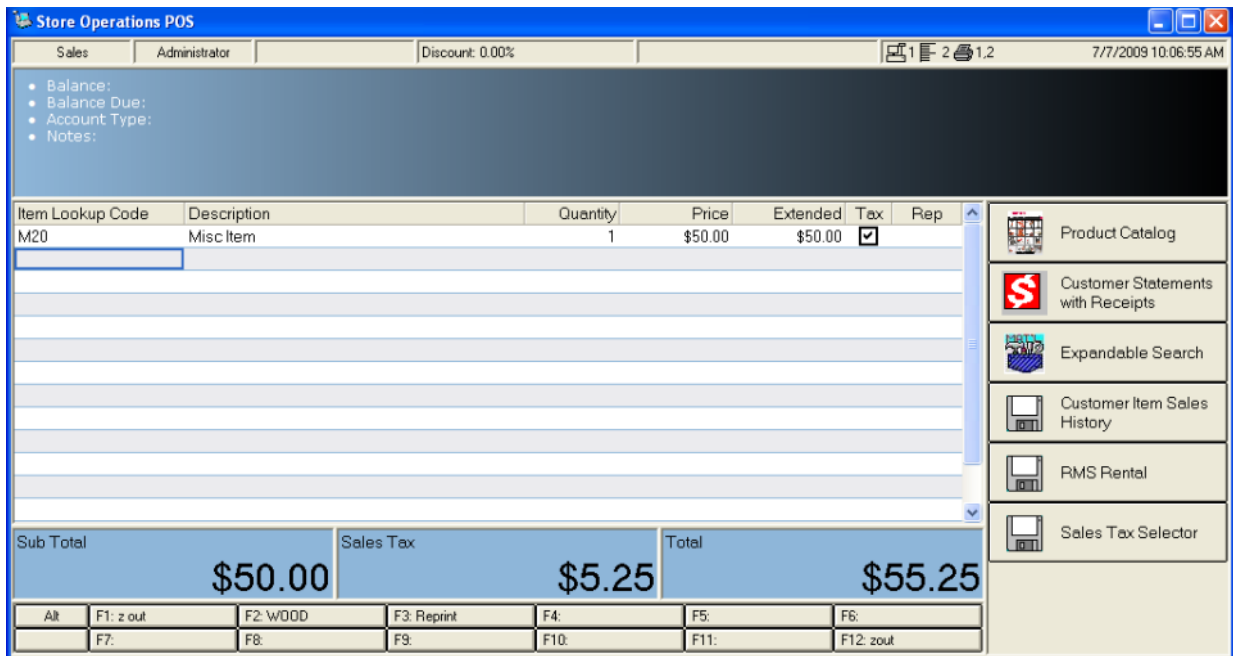 Store Operations POS
Sales Administrator Discount: 0.00% 1 2 1,2 7/7/2009 10:06:55 AM
• Balance:
• Balance Due:
• Account Type:
• Notes:
Item Lookup Code Description Quantity Price Extended Tax Rep
M20 Misc Item 1 $50.00 $50.00
Product Catalog
Customer Statements
with Receipts
Expandable Search
Customer Item Sales
History
RMS Rental
Sales Tax Selector
Sub Total Sales Tax Total
$50.00 $5.25 $55.25
Alt F1: z out F2: WOOD F3: Reprint F4: F5: F6:
F7: F8: F9: F10: F11: F12: zout